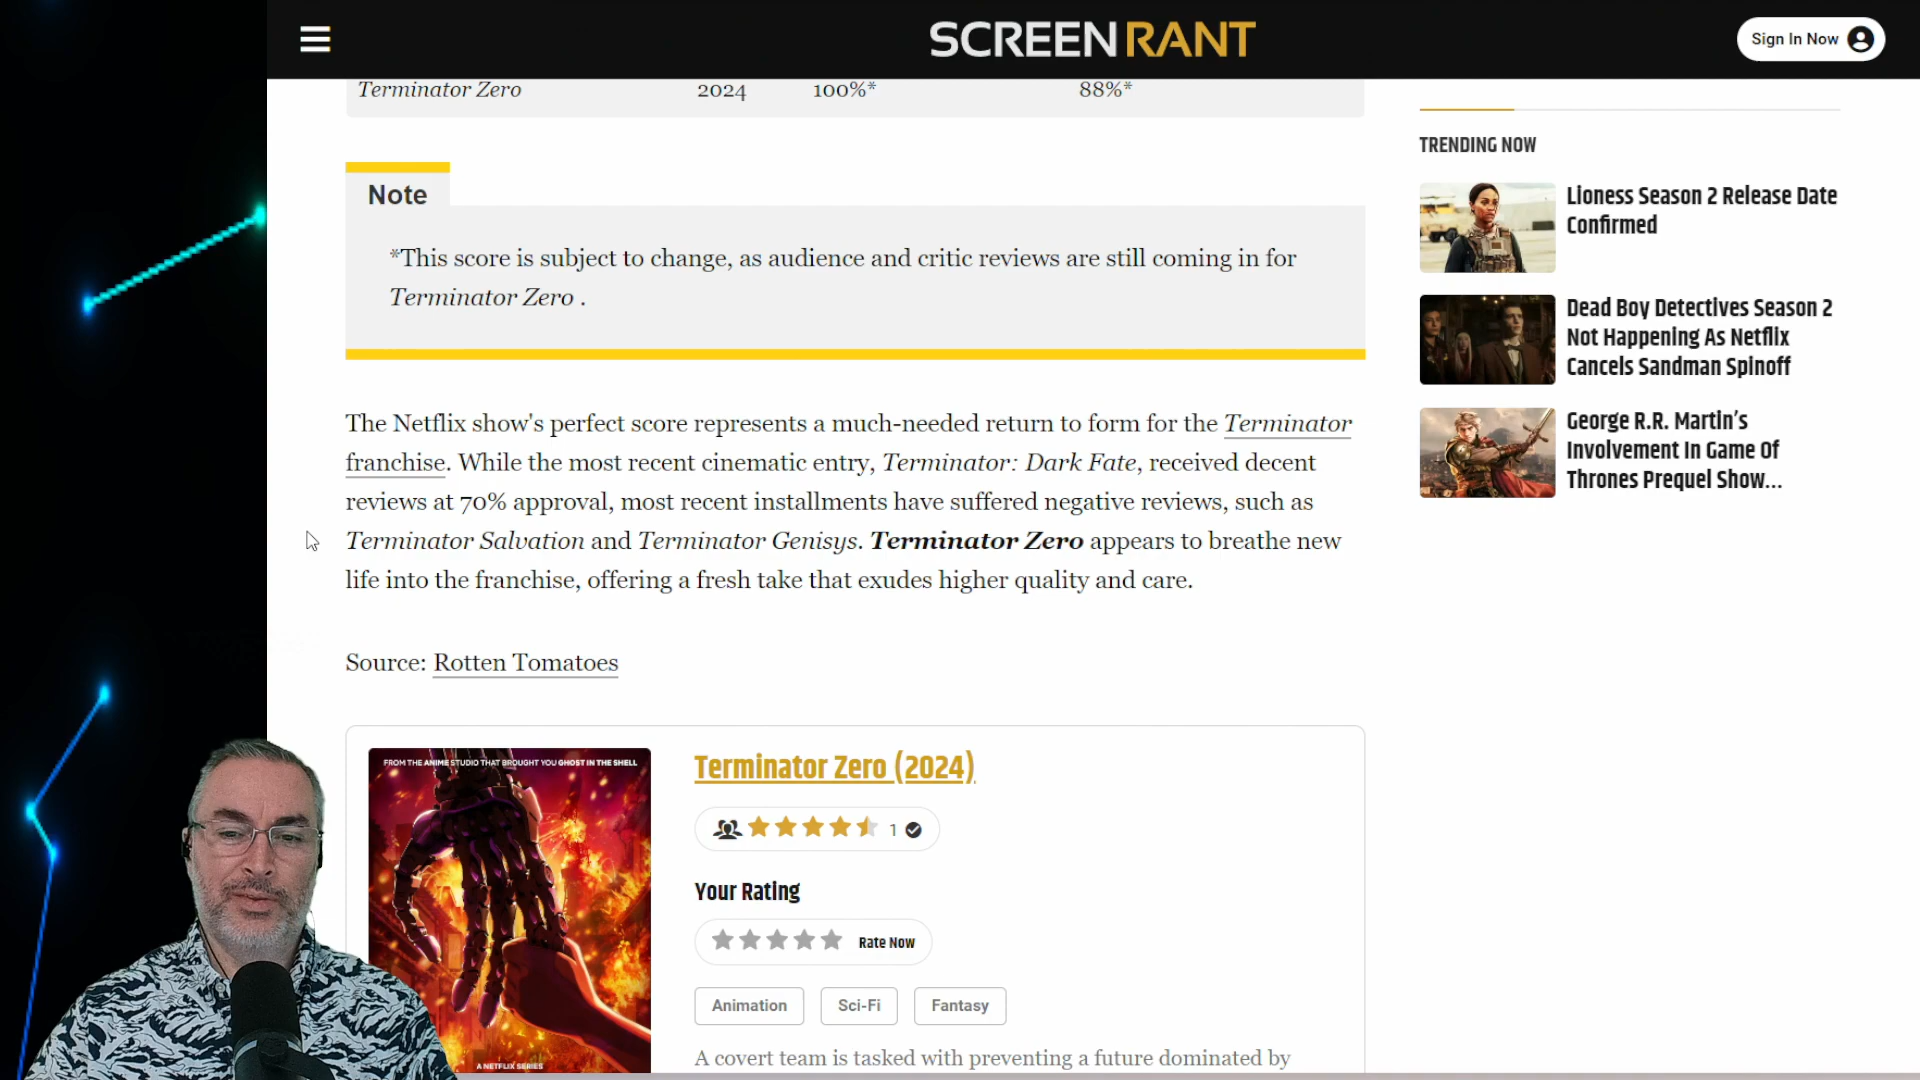 SCREENRANT
Sign In Now
Terminator Zero 2024 100%* 88%*
Note
*This score is subject to change, as audience and critic reviews are still coming in for
Terminator Zero .
The Netflix show's perfect score represents a much-needed return to form for the Terminator
franchise. While the most recent cinematic entry, Terminator: Dark Fate, received decent
reviews at 70% approval, most recent installments have suffered negative reviews, such as
Terminator Salvation and Terminator Genisys. Terminator Zero appears to breathe new
life into the franchise, offering a fresh take that exudes higher quality and care.
Source: Rotten Tomatoes
FROM THE ANIME STUDIO THAT BROUGHT YOU GHOST IN THE SHELL
A NETFLIX SERIES
Terminator Zero (2024)
1
Your Rating
Rate Now
Animation Sci-Fi Fantasy
A covert team is tasked with preventing a future dominated by
TRENDING NOW
Lioness Season 2 Release Date
Confirmed
Dead Boy Detectives Season 2
Not Happening As Netflix
Cancels Sandman Spinoff
George R.R. Martin’s
Involvement In Game Of
Thrones Prequel Show...